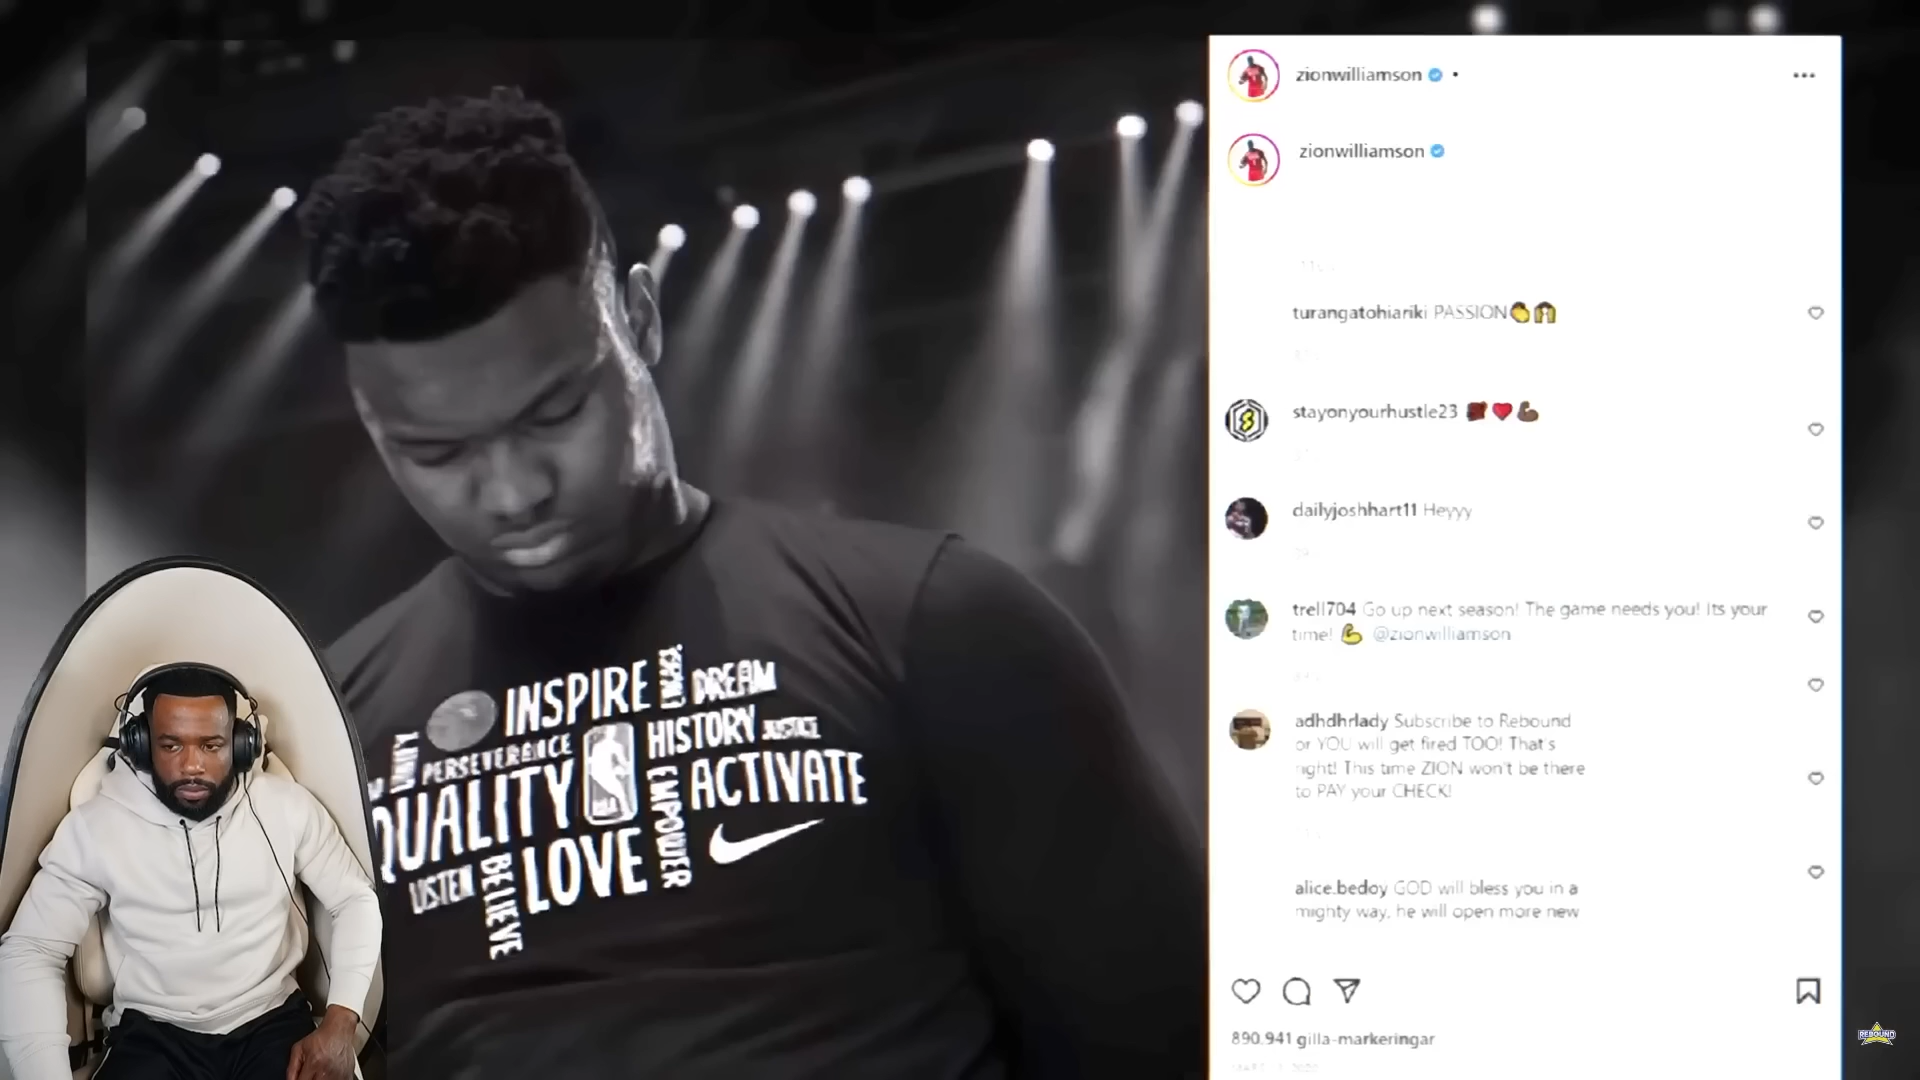 zionwilliamson •
zionwilliamson
turangatohiariki PASSION
stayonyourhustle23
dailyjoshhart11 Heyyy
trell704 Go up next season! The game needs you! Its your
time! @zionwilliamson
adhdhrlady Subscribe to Rebound
or YOU will get fired TOO! That's
right! This time ZION won't be there
to PAY your CHECK!
alice.bedoy GOD will bless you in a
mighty way, he will open more new
890.941 gilla-markeringar
INSPIRE
DREAM
PERSEVERANCE
HISTORY
JUSTICE
QUALITY
EMPOWER
ACTIVATE
LISTEN
BELIEVE
LOVE
REBOUND